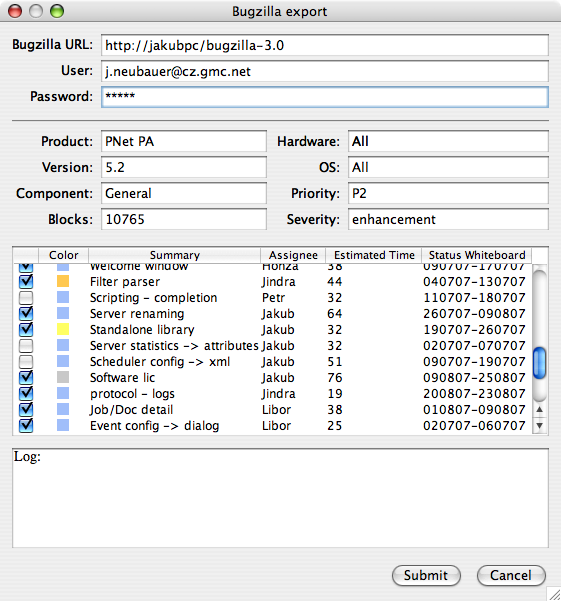 Bugzilla export
Bugzilla URL: http://jakubpc/bugzilla-3.0
User: j.neubauer@cz.gmc.net
Password: *****
Product: PNet PA Hardware: All
Version: 5.2 OS: All
Component: General Priority: P2
Blocks: 10765 Severity: enhancement
Color Summary Assignee Estimated Time Status Whiteboard
Welcome window Honza 38 090707-170707
Filter parser Jindra 44 040707-130707
Scripting - completion Petr 32 110707-180707
Server renaming Jakub 64 260707-090807
Standalone library Jakub 32 190707-260707
Server statistics -> attributes Jakub 32 020707-070707
Scheduler config -> xml Jakub 51 090707-190707
Software lic Jakub 76 090807-250807
protocol - logs Jindra 19 200807-230807
Job/Doc detail Libor 38 010807-090807
Event config -> dialog Libor 25 020707-060707
Log:
Submit Cancel